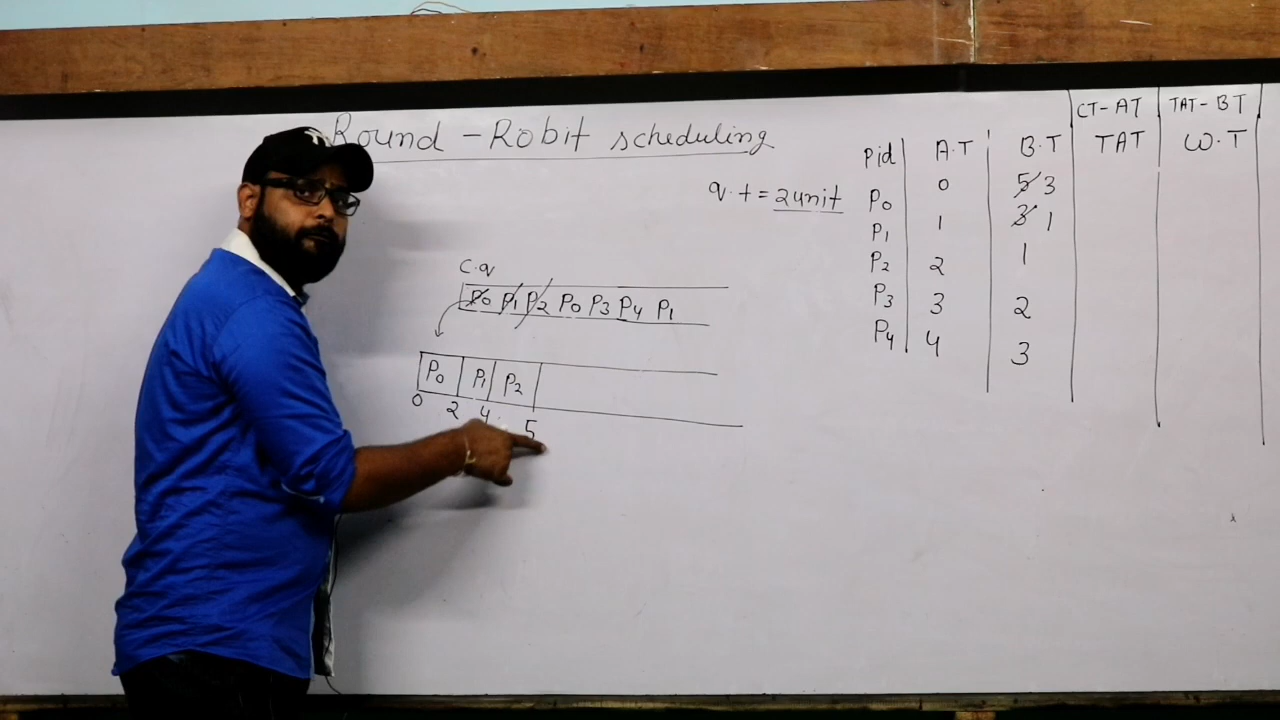 Round - Robit scheduling
q.t = 2 unit
C.q
P0 P1 P2 P0 P3 P4 P1
P0 P1 P2
0 2 4 5
CT-AT TAT-BT
Pid A.T B.T TAT W.T
P0 0 5 3
P1 1 3 1
P2 2 1
P3 3 2
P4 4 3